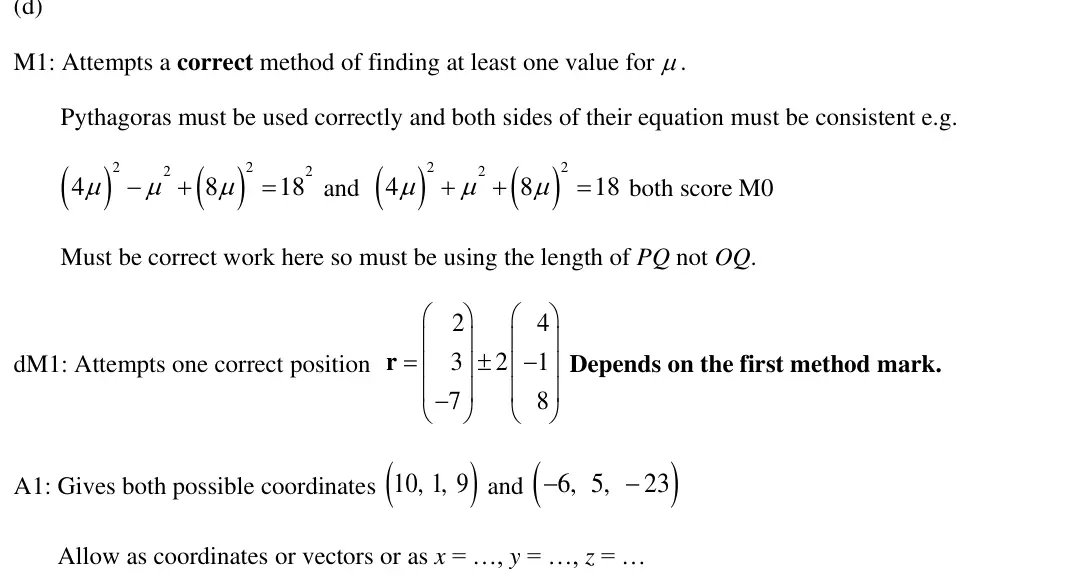 (d)
M1: Attempts a correct method of finding at least one value for μ.
Pythagoras must be used correctly and both sides of their equation must be consistent e.g.
(4μ)² − μ² + (8μ)² = 18² and (4μ)² + μ² + (8μ)² = 18 both score M0
Must be correct work here so must be using the length of PQ not OQ.
dM1: Attempts one correct position r = (2 3 −7) ± 2 (4 −1 8) Depends on the first method mark.
A1: Gives both possible coordinates (10, 1, 9) and (−6, 5, −23)
Allow as coordinates or vectors or as x = …, y = …, z = …